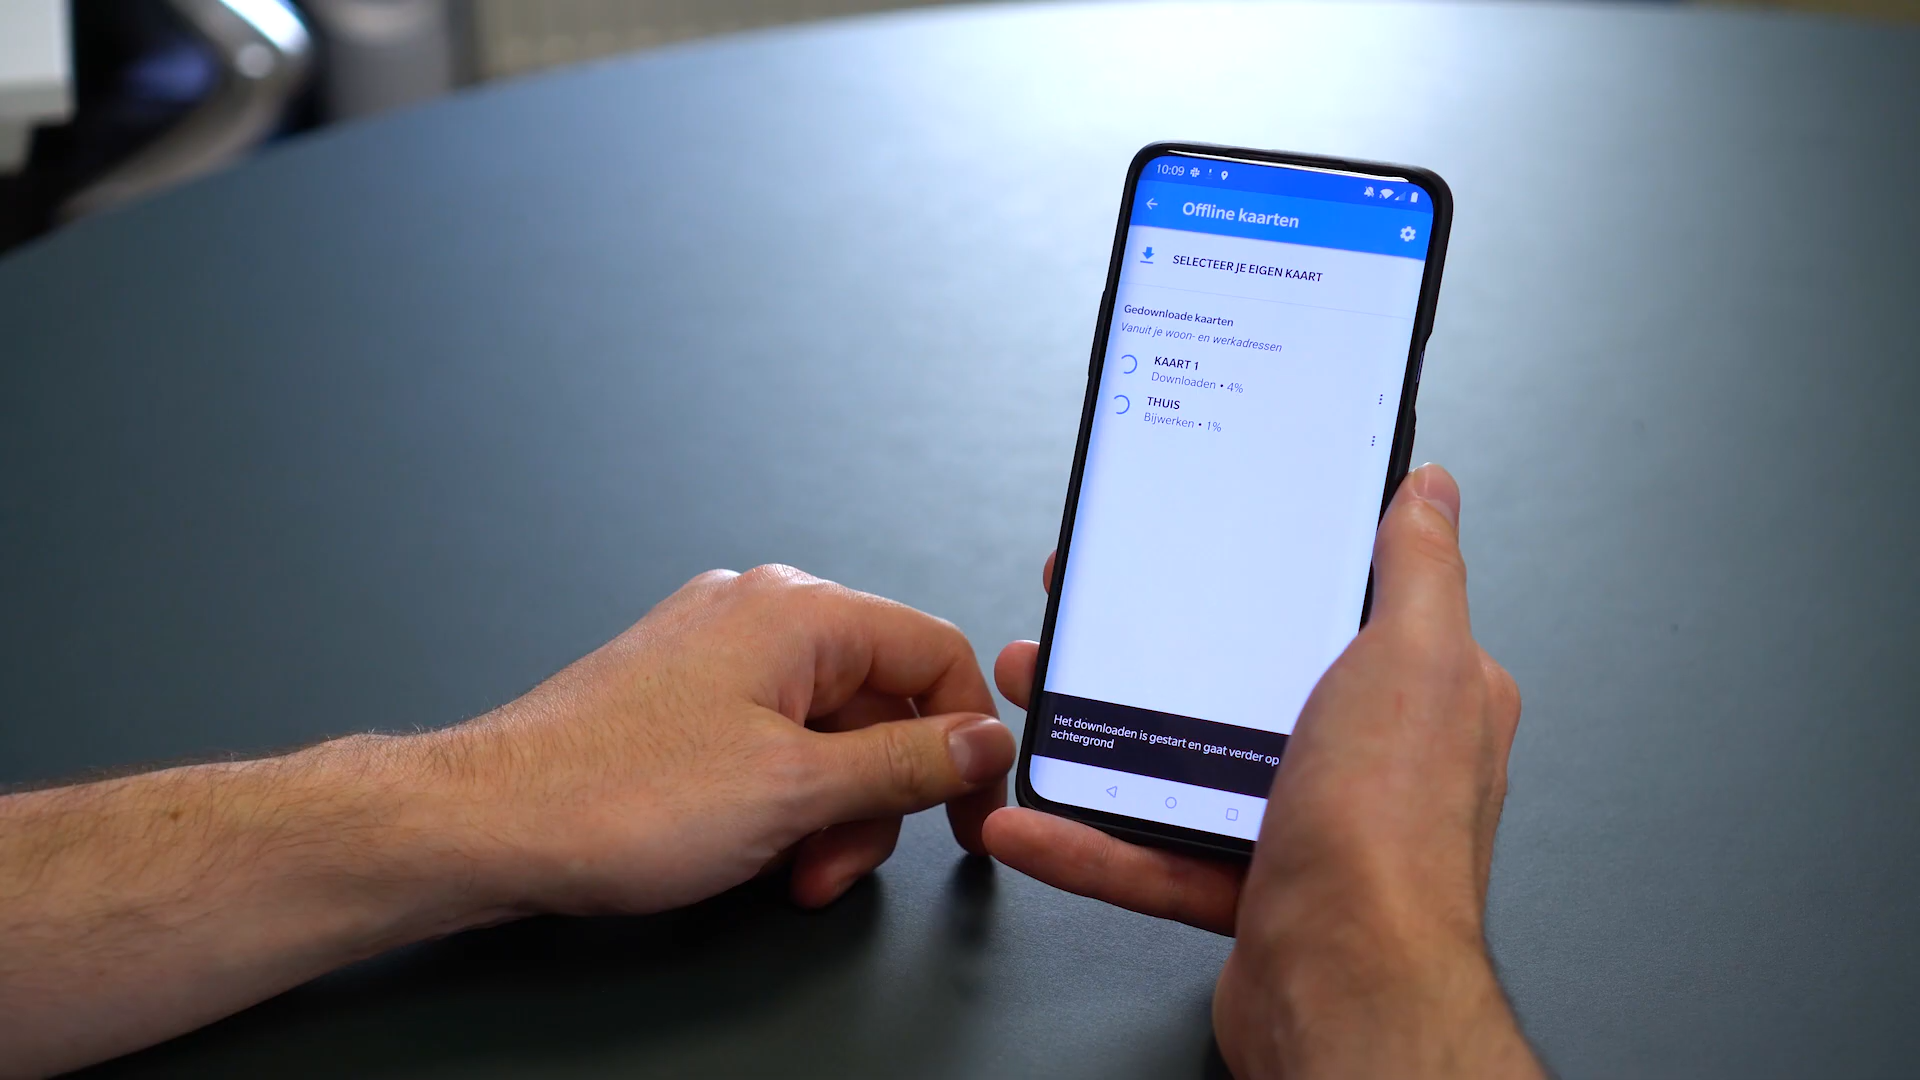 10:09
Offline kaarten
SELECTEER JE EIGEN KAART
Gedownloade kaarten
Vanuit je woon- en werkadressen
KAART 1
Downloaden • 4%
THUIS
Bijwerken • 1%
Het downloaden is gestart en gaat verder op
achtergrond